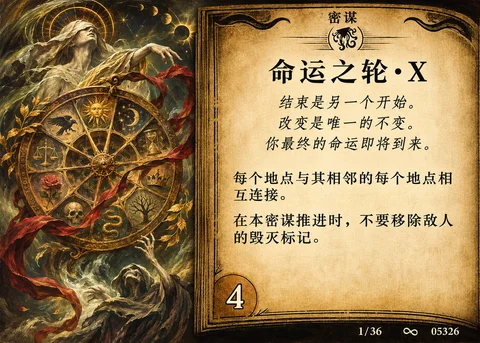 密谋
命运之轮·X
结束是另一个开始。
改变是唯一的不变。
你最终的命运即将到来。
每个地点与其相邻的每个地点相
互连接。
在本密谋推进时，不要移除敌人
的毁灭标记。
4
1/36 ∞ 05326